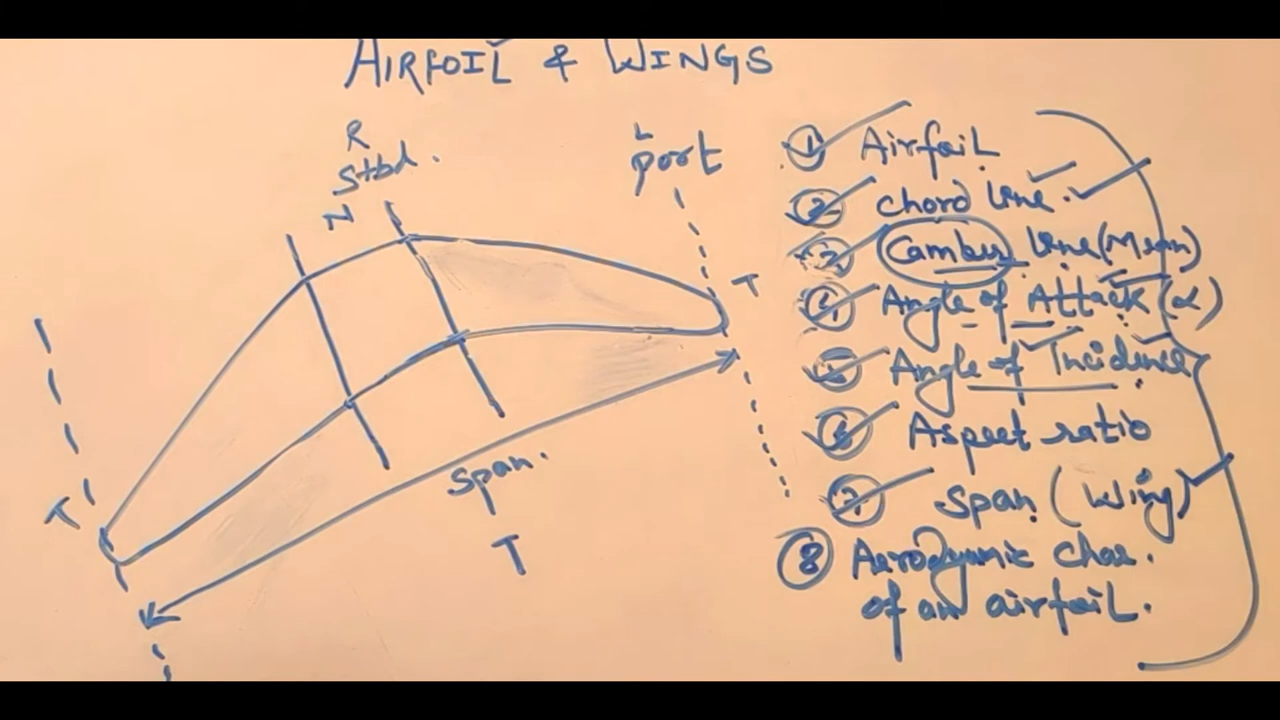 AIRFOIL & WINGS
R
Stbd.
N
L
port
T
T
span.
T
① Airfoil
② chord line.
③ Camber line (Mean)
④ Angle of Attack (α)
⑤ Angle of Incidence
⑥ Aspect ratio
⑦ Span (Wing)
⑧ Aerodynamic Char.
of an airfoil.